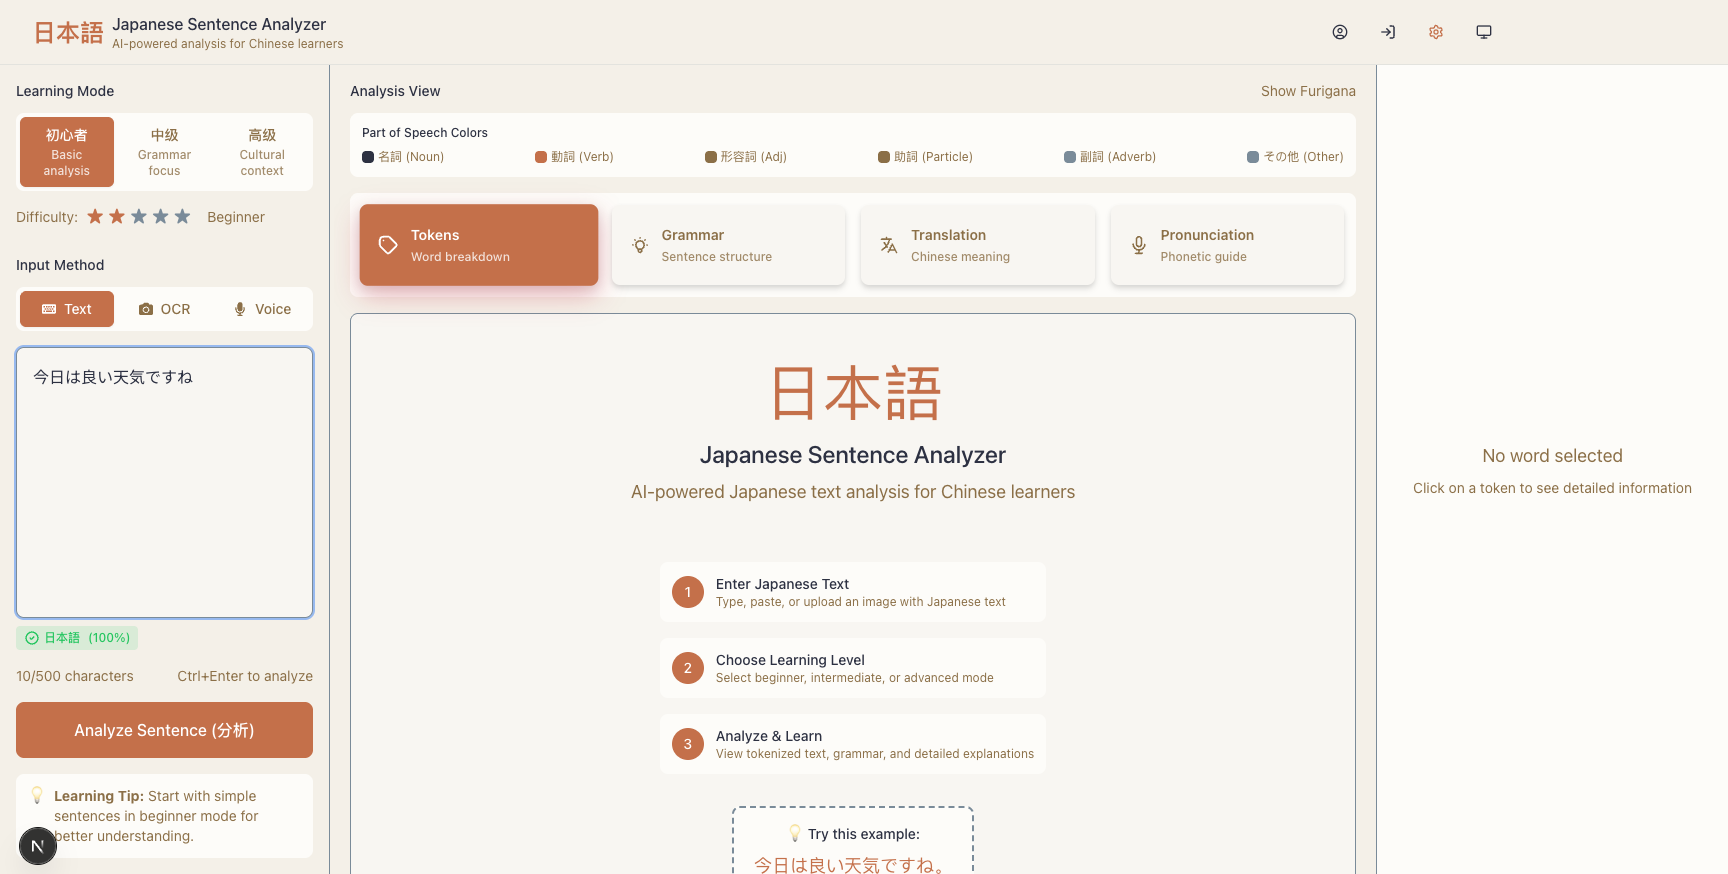 日本語
Japanese Sentence Analyzer
AI-powered analysis for Chinese learners
Learning Mode
初心者
Basic
analysis
中级
Grammar
focus
高级
Cultural
context
Difficulty:
Beginner
Input Method
Text
OCR
Voice
今日は良い天気ですね
日本語 (100%)
10/500 characters
Ctrl+Enter to analyze
Analyze Sentence (分析)
Learning Tip: Start with simple
sentences in beginner mode for
better understanding.
N
Analysis View
Show Furigana
Part of Speech Colors
名詞 (Noun)
動詞 (Verb)
形容詞 (Adj)
助詞 (Particle)
副詞 (Adverb)
その他 (Other)
Tokens
Word breakdown
Grammar
Sentence structure
Translation
Chinese meaning
Pronunciation
Phonetic guide
日本語
Japanese Sentence Analyzer
AI-powered Japanese text analysis for Chinese learners
1
Enter Japanese Text
Type, paste, or upload an image with Japanese text
2
Choose Learning Level
Select beginner, intermediate, or advanced mode
3
Analyze & Learn
View tokenized text, grammar, and detailed explanations
Try this example:
今日は良い天気ですね。
No word selected
Click on a token to see detailed information